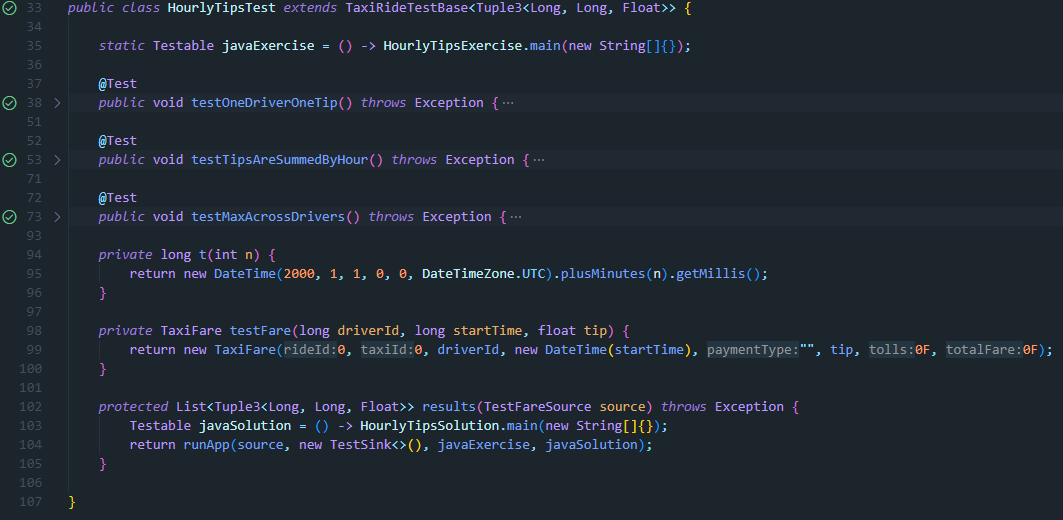 33 public class HourlyTipsTest extends TaxiRideTestBase<Tuple3<Long, Long, Float>> {
34
35 static Testable javaExercise = () -> HourlyTipsExercise.main(new String[]{});
36
37 @Test
38 public void testOneDriverOneTip() throws Exception { ···
51
52 @Test
53 public void testTipsAreSummedByHour() throws Exception { ···
71
72 @Test
73 public void testMaxAcrossDrivers() throws Exception { ···
93
94 private long t(int n) {
95 return new DateTime(2000, 1, 1, 0, 0, DateTimeZone.UTC).plusMinutes(n).getMillis();
96 }
97
98 private TaxiFare testFare(long driverId, long startTime, float tip) {
99 return new TaxiFare(rideId:0, taxiId:0, driverId, new DateTime(startTime), paymentType:"", tip, tolls:0F, totalFare:0F);
100 }
101
102 protected List<Tuple3<Long, Long, Float>> results(TestFareSource source) throws Exception {
103 Testable javaSolution = () -> HourlyTipsSolution.main(new String[]{});
104 return runApp(source, new TestSink<>(), javaExercise, javaSolution);
105 }
106
107 }